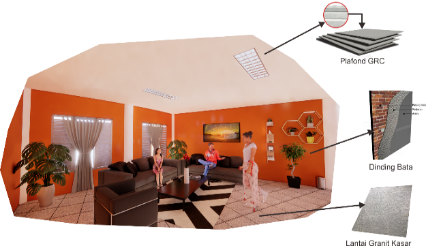 Plafond GRC
Dinding Bata
Lantai Granit Kasar